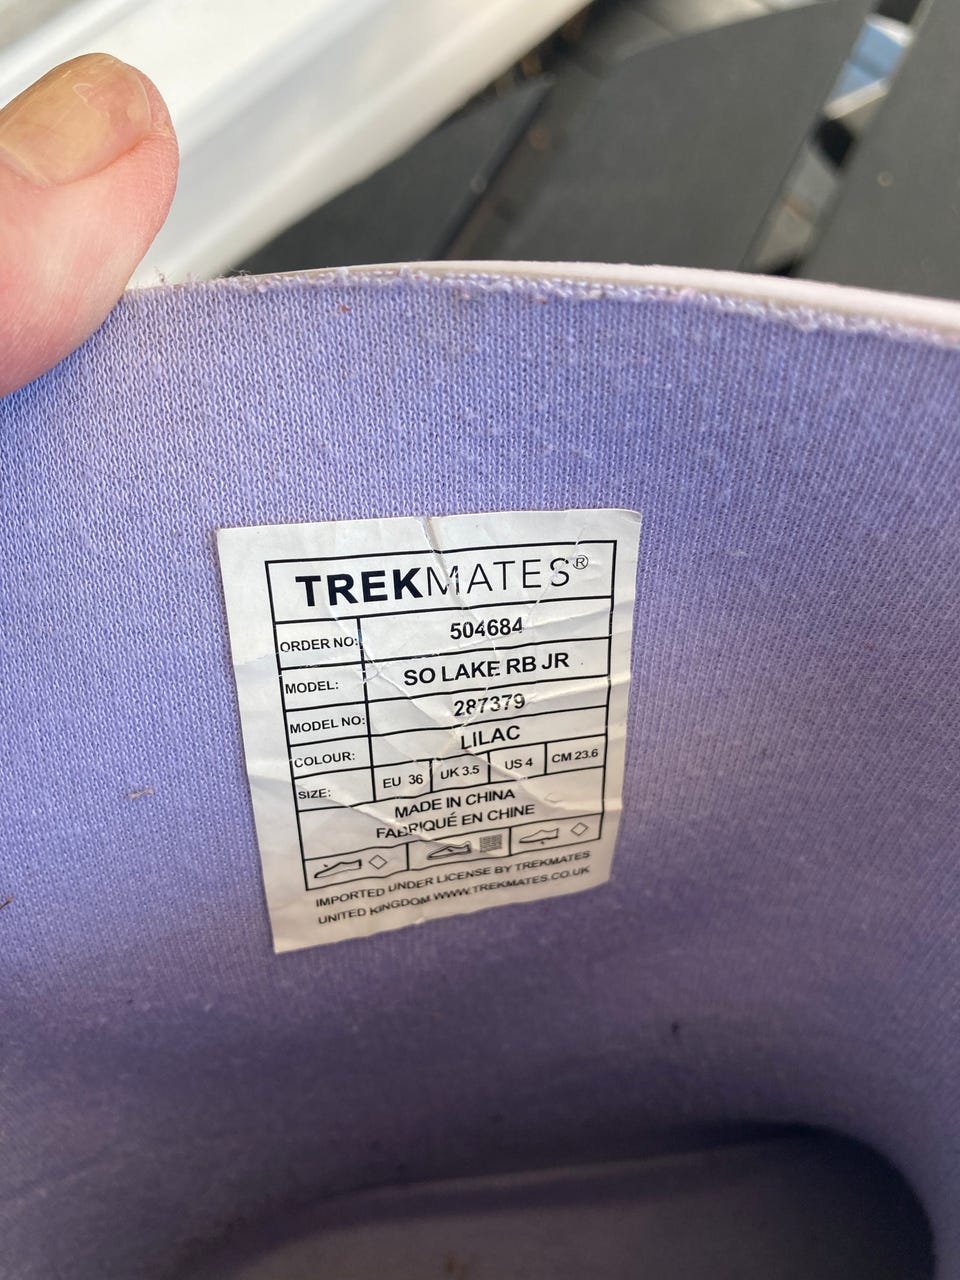 TREKMATES®
ORDER NO: 504684
MODEL: SO LAKE RB JR
MODEL NO: 287379
COLOUR: LILAC
SIZE: EU 36 UK 3.5 US 4 CM 23.6
MADE IN CHINA
FABRIQUÉ EN CHINE
IMPORTED UNDER LICENSE BY TREKMATES
UNITED KINGDOM WWW.TREKMATES.CO.UK